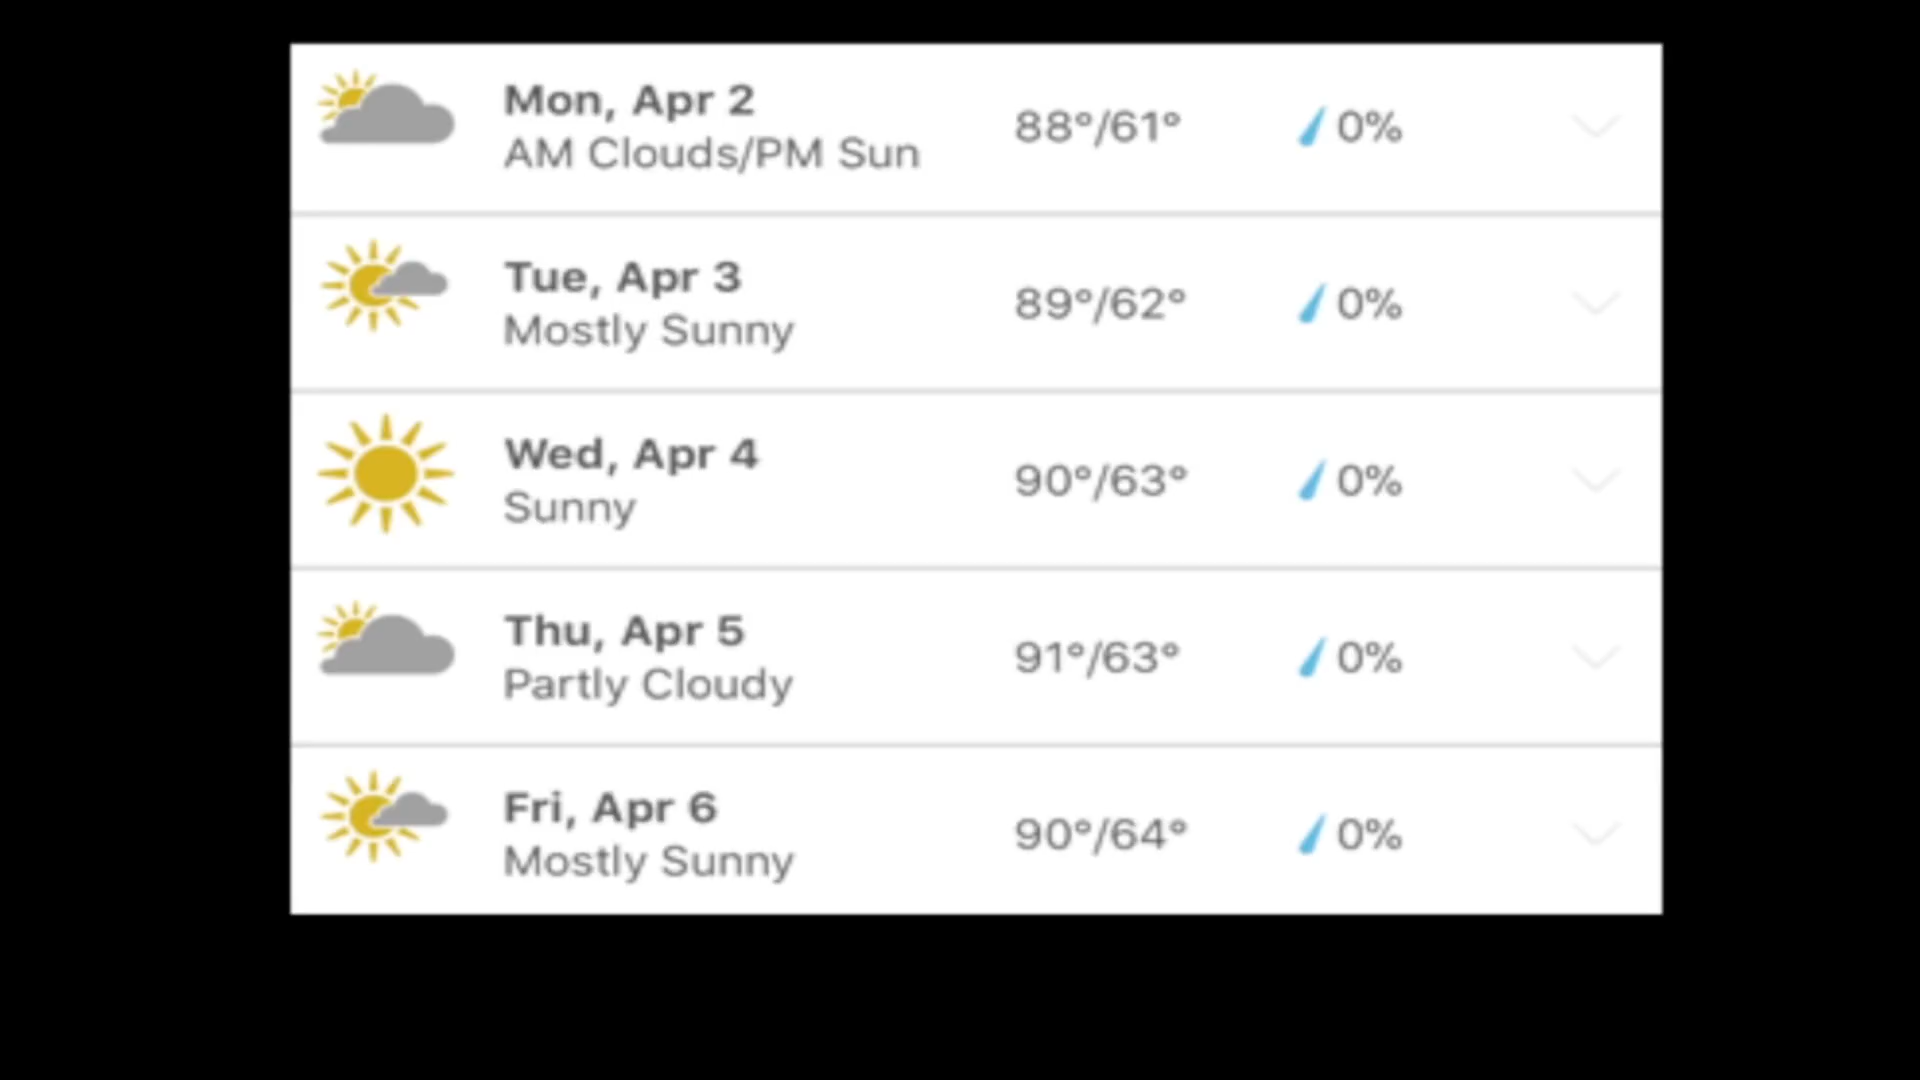 Mon, Apr 2
AM Clouds/PM Sun
88°/61°
0%
Tue, Apr 3
Mostly Sunny
89°/62°
0%
Wed, Apr 4
Sunny
90°/63°
0%
Thu, Apr 5
Partly Cloudy
91°/63°
0%
Fri, Apr 6
Mostly Sunny
90°/64°
0%